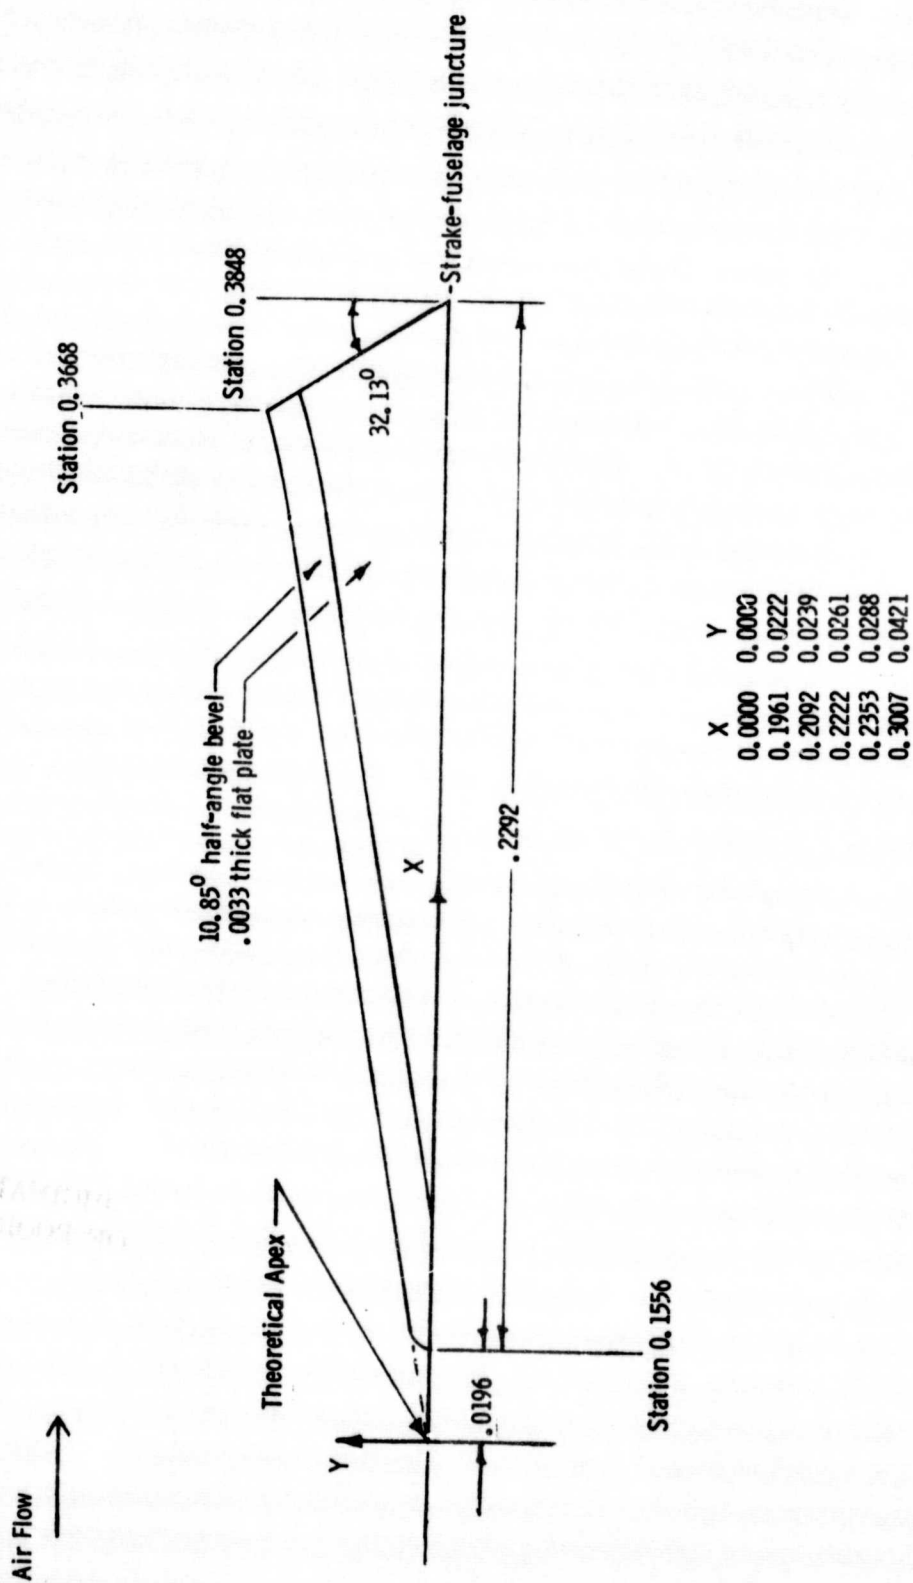 Air Flow
Station 0.3668
Station 0.3848
10.85° half-angle bevel
.0033 thick flat plate
Theoretical Apex
32.13°
Strake-fuselage juncture
Y
X
.0196
.2292
Station 0.1556
X Y
0.0000 0.0000
0.1961 0.0222
0.2092 0.0239
0.2222 0.0261
0.2353 0.0288
0.3007 0.0421